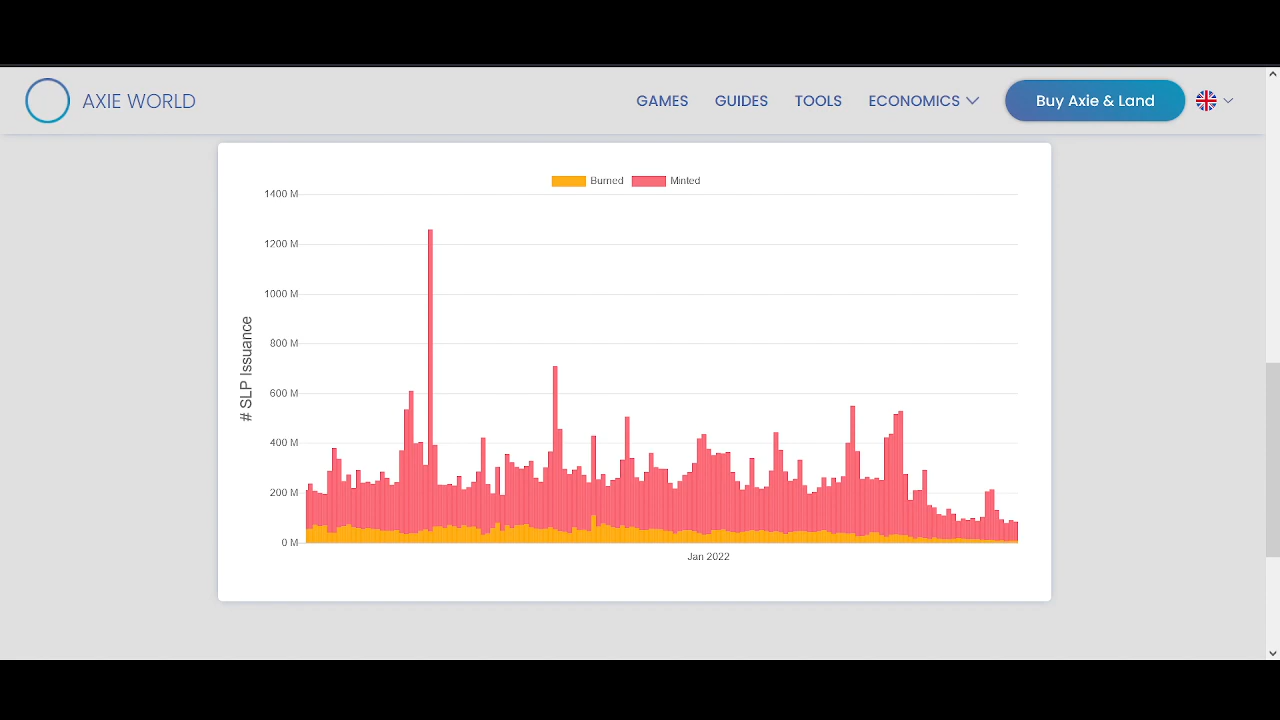 AXIE WORLD
GAMES GUIDES TOOLS ECONOMICS Buy Axie & Land
Burned Minted
1400 M
1200 M
1000 M
800 M
600 M
400 M
200 M
0 M
# SLP Issuance
Jan 2022